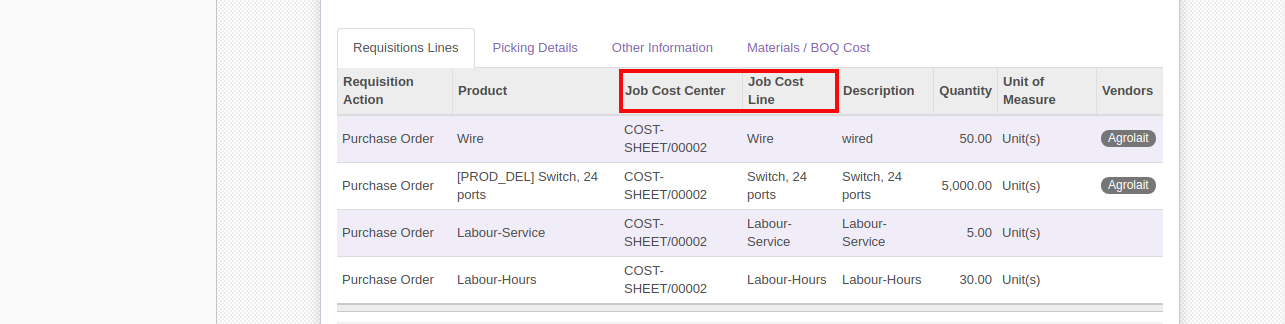 Requisitions Lines Picking Details Other Information Materials / BOQ Cost
Requisition Action Product Job Cost Center Job Cost Line Description Quantity Unit of Measure Vendors
Purchase Order Wire COST-SHEET/00002 Wire wired 50.00 Unit(s) Agrolait
Purchase Order [PROD_DEL] Switch, 24 ports COST-SHEET/00002 Switch, 24 ports Switch, 24 ports 5,000.00 Unit(s) Agrolait
Purchase Order Labour-Service COST-SHEET/00002 Labour-Service Labour-Service 5.00 Unit(s)
Purchase Order Labour-Hours COST-SHEET/00002 Labour-Hours Labour-Hours 30.00 Unit(s)